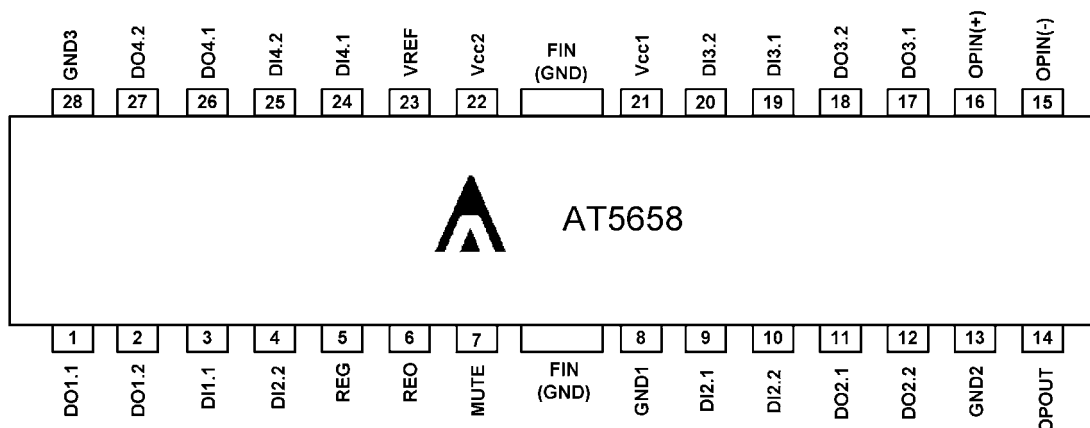 GND3 DO4.2 DO4.1 DI4.2 DI4.1 VREF Vcc2 FIN (GND) Vcc1 DI3.2 DI3.1 DO3.2 DO3.1 OPIN(+) OPIN(-)
28 27 26 25 24 23 22 21 20 19 18 17 16 15
AT5658
1 2 3 4 5 6 7 8 9 10 11 12 13 14
DO1.1 DO1.2 DI1.1 DI2.2 REG REO MUTE FIN (GND) GND1 DI2.1 DI2.2 DO2.1 DO2.2 GND2 OPOUT